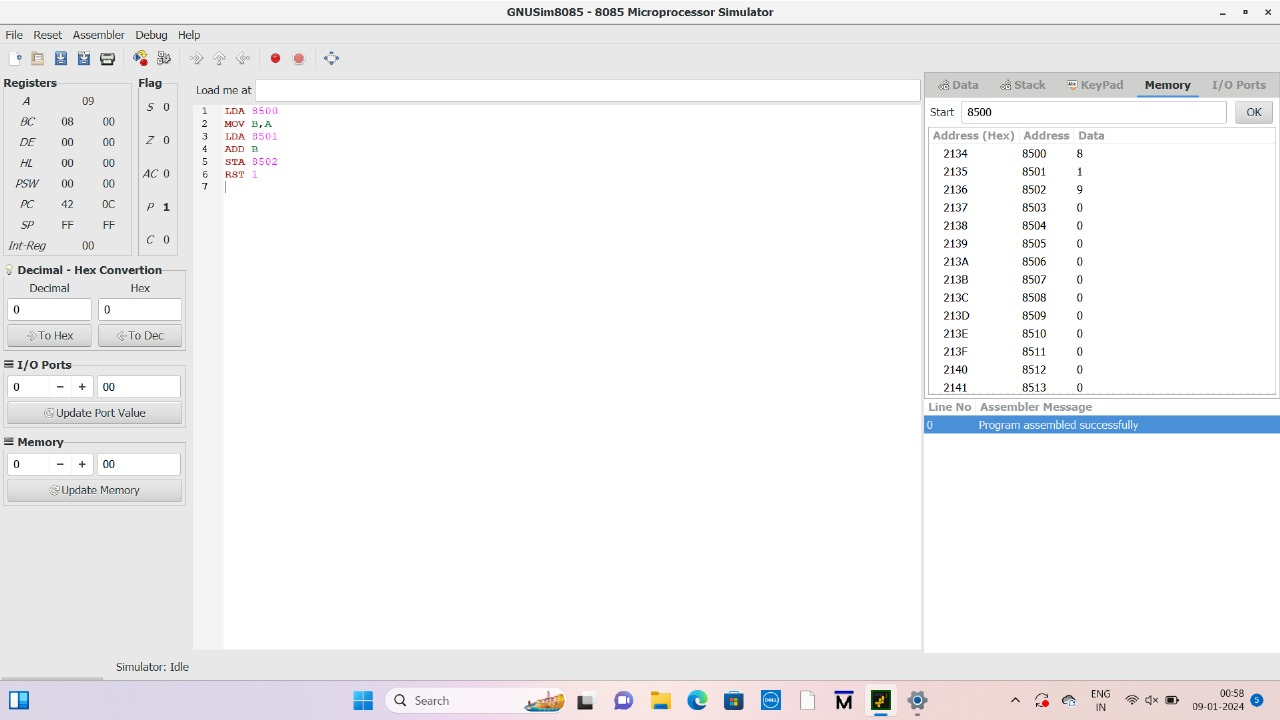 GNUSim8085 - 8085 Microprocessor Simulator
File Reset Assembler Debug Help
Registers
A 09
BC 08 00
DE 00 00
HL 00 00
PSW 00 00
PC 42 0C
SP FF FF
Int-Reg 00
Flag
S 0
Z 0
AC 0
P 1
C 0
Decimal - Hex Convertion
Decimal Hex
0 0
To Hex To Dec
I/O Ports
0 - + 00
Update Port Value
Memory
0 - + 00
Update Memory
Load me at
1 LDA 8500
2 MOV B,A
3 LDA 8501
4 ADD B
5 STA 8502
6 RST 1
7
Data Stack KeyPad Memory I/O Ports
Start 8500 OK
Address (Hex) Address Data
2134 8500 8
2135 8501 1
2136 8502 9
2137 8503 0
2138 8504 0
2139 8505 0
213A 8506 0
213B 8507 0
213C 8508 0
213D 8509 0
213E 8510 0
213F 8511 0
2140 8512 0
2141 8513 0
Line No Assembler Message
0 Program assembled successfully
Simulator: Idle
Search
DELL
M
ENG
IN
00:58
09-01-2024
5